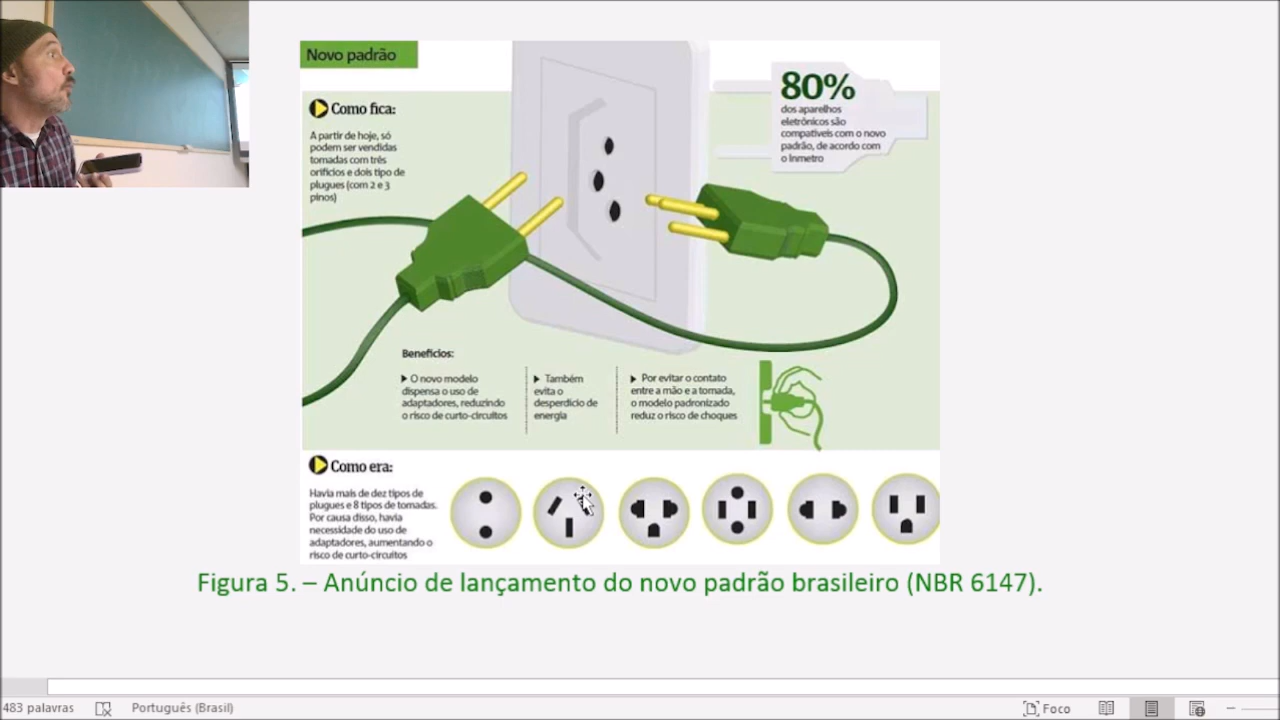 Novo padrão
Como fica:
A partir de hoje, só
podem ser vendidas
tomadas com três
orifícios e dois tipo de
plugues (com 2 e 3
pinos)
80%
dos aparelhos
eletrônicos são
compatíveis com o novo
padrão, de acordo com
o Inmetro
Benefícios:
O novo modelo
dispensa o uso de
adaptadores, reduzindo
o risco de curto-circuitos
Também
evita o
desperdício de
energia
Por evitar o contato
entre a mão e a tomada,
o modelo padronizado
reduz o risco de choques
Como era:
Havia mais de dez tipos de
plugues e 8 tipos de tomadas.
Por causa disso, havia
necessidade do uso de
adaptadores, aumentando o
risco de curto-circuitos
Figura 5. – Anúncio de lançamento do novo padrão brasileiro (NBR 6147).
483 palavras
Português (Brasil)
Foco